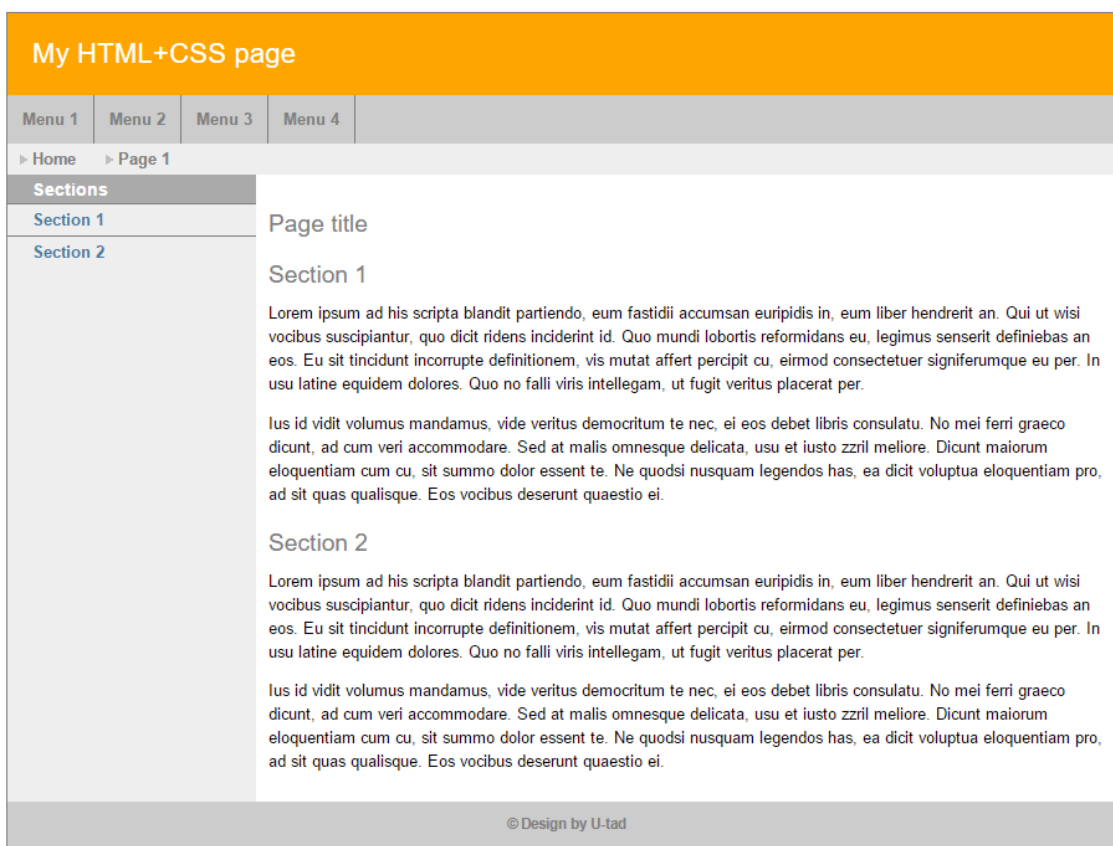 My HTML+CSS page
Menu 1 Menu 2 Menu 3 Menu 4
Home Page 1
Sections
Section 1
Section 2
Page title
Section 1
Lorem ipsum ad his scripta blandit partiendo, eum fastidii accumsan euripidis in, eum liber hendrerit an. Qui ut wisi
vocibus suscipiantur, quo dicit ridens inciderint id. Quo mundi lobortis reformidans eu, legimus senserit definiebas an
eos. Eu sit tincidunt incorrupte definitionem, vis mutat affert percipit cu, eirmod consectetuer signiferumque eu per. In
usu latine equidem dolores. Quo no falli viris intellegam, ut fugit veritus placerat per.
Ius id vidit volumus mandamus, vide veritus democritum te nec, ei eos debet libris consulatu. No mei ferri graeco
dicunt, ad cum veri accommodare. Sed at malis omnesque delicata, usu et iusto zzril meliore. Dicunt maiorum
eloquentiam cum cu, sit summo dolor essent te. Ne quodsi nusquam legendos has, ea dicit voluptua eloquentiam pro,
ad sit quas qualisque. Eos vocibus deserunt quaestio ei.
Section 2
Lorem ipsum ad his scripta blandit partiendo, eum fastidii accumsan euripidis in, eum liber hendrerit an. Qui ut wisi
vocibus suscipiantur, quo dicit ridens inciderint id. Quo mundi lobortis reformidans eu, legimus senserit definiebas an
eos. Eu sit tincidunt incorrupte definitionem, vis mutat affert percipit cu, eirmod consectetuer signiferumque eu per. In
usu latine equidem dolores. Quo no falli viris intellegam, ut fugit veritus placerat per.
Ius id vidit volumus mandamus, vide veritus democritum te nec, ei eos debet libris consulatu. No mei ferri graeco
dicunt, ad cum veri accommodare. Sed at malis omnesque delicata, usu et iusto zzril meliore. Dicunt maiorum
eloquentiam cum cu, sit summo dolor essent te. Ne quodsi nusquam legendos has, ea dicit voluptua eloquentiam pro,
ad sit quas qualisque. Eos vocibus deserunt quaestio ei.
© Design by U-tad